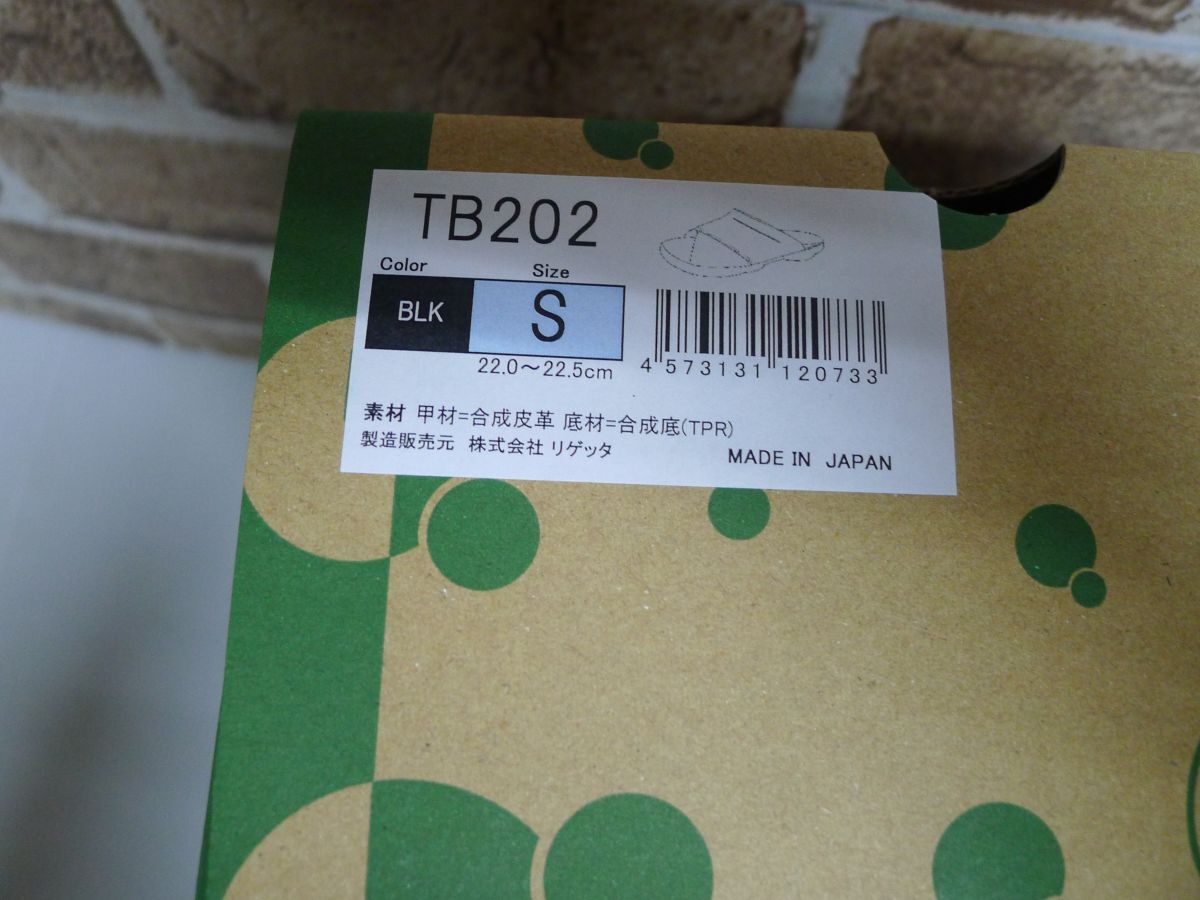 TB202
Color Size
BLK S
22.0～22.5cm
4 573131 120733
素材 甲材=合成皮革 底材=合成底(TPR)
製造販売元 株式会社 リゲッタ
MADE IN JAPAN